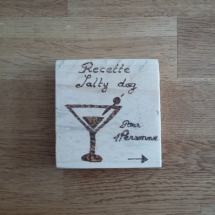 Recette
Salty dog
Pour
1 Personne